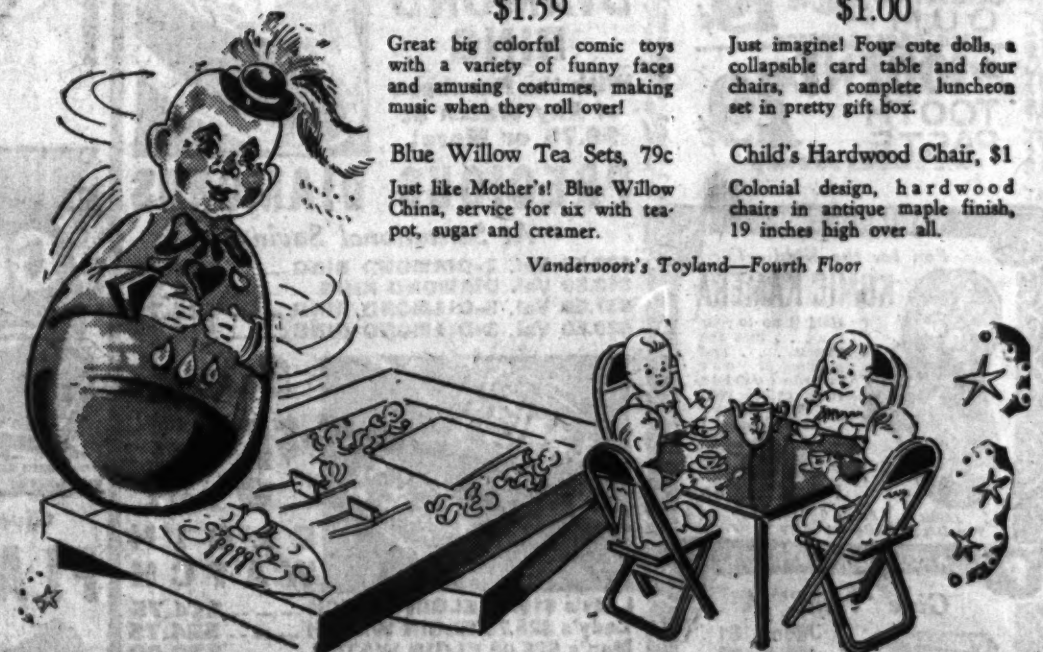 $1.59
Great big colorful comic toys
with a variety of funny faces
and amusing costumes, making
music when they roll over!
Blue Willow Tea Sets, 79c
Just like Mother's! Blue Willow
China, service for six with tea-
pot, sugar and creamer.
$1.00
Just imagine! Four cute dolls, a
collapsible card table and four
chairs, and complete luncheon
set in pretty gift box.
Child's Hardwood Chair, $1
Colonial design, hardwood
chairs in antique maple finish,
19 inches high over all.
Vandervoort's Toyland—Fourth Floor